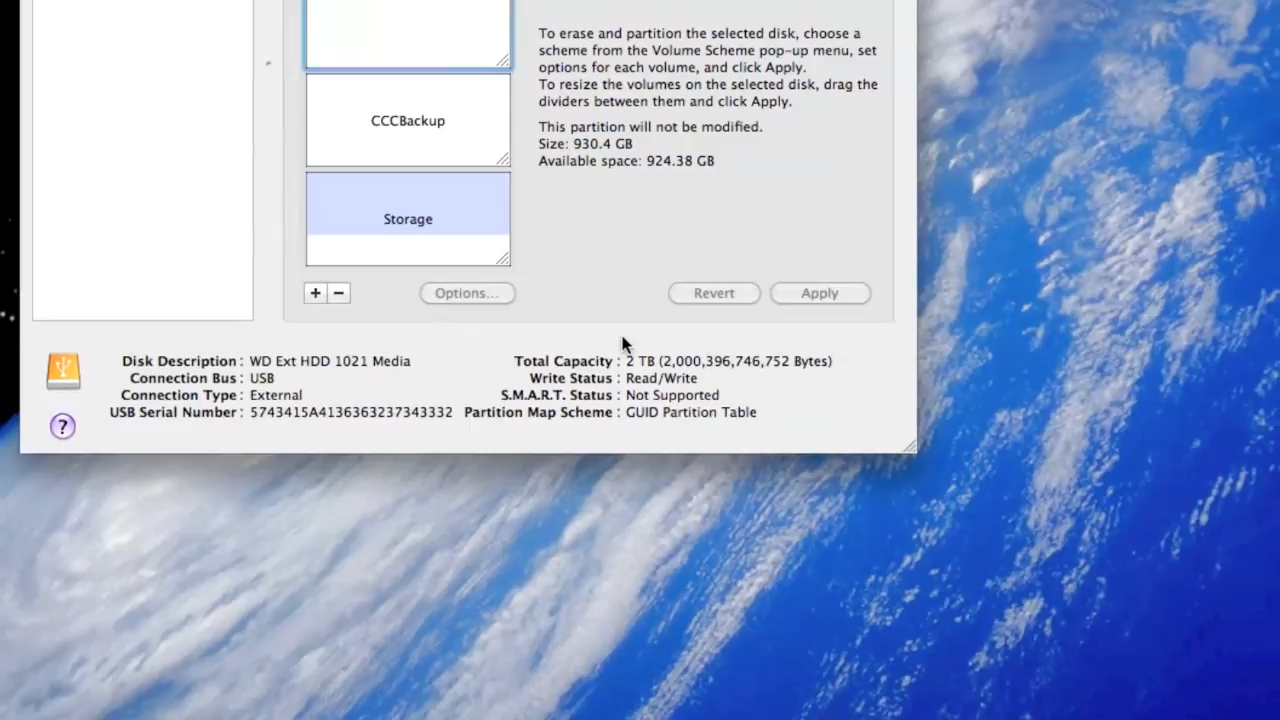 To erase and partition the selected disk, choose a
scheme from the Volume Scheme pop-up menu, set
options for each volume, and click Apply.
To resize the volumes on the selected disk, drag the
dividers between them and click Apply.
This partition will not be modified.
Size: 930.4 GB
Available space: 924.38 GB
CCCBackup
Storage
+ −
Options...
Revert
Apply
Disk Description : WD Ext HDD 1021 Media
Connection Bus : USB
Connection Type : External
USB Serial Number : 5743415A4136363237343332
Total Capacity : 2 TB (2,000,396,746,752 Bytes)
Write Status : Read/Write
S.M.A.R.T. Status : Not Supported
Partition Map Scheme : GUID Partition Table
?